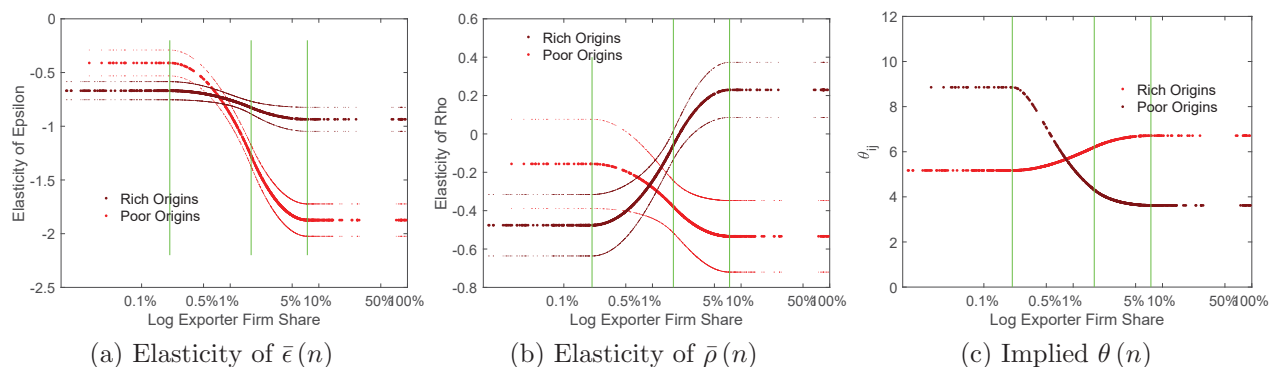 0
-0.5
-1
-1.5
-2
-2.5
Elasticity of Epsilon
Rich Origins
Poor Origins
0.1%
0.5%
1%
5%
10%
50%
100%
Log Exporter Firm Share
(a) Elasticity of ε̄ (n)
0.6
0.4
0.2
0
-0.2
-0.4
-0.6
-0.8
Elasticity of Rho
Rich Origins
Poor Origins
0.1%
0.5%
1%
5%
10%
50%
100%
Log Exporter Firm Share
(b) Elasticity of ρ̄ (n)
12
10
8
6
4
2
0
θij
Rich Origins
Poor Origins
0.1%
0.5%
1%
5%
10%
50%
100%
Log Exporter Firm Share
(c) Implied θ (n)